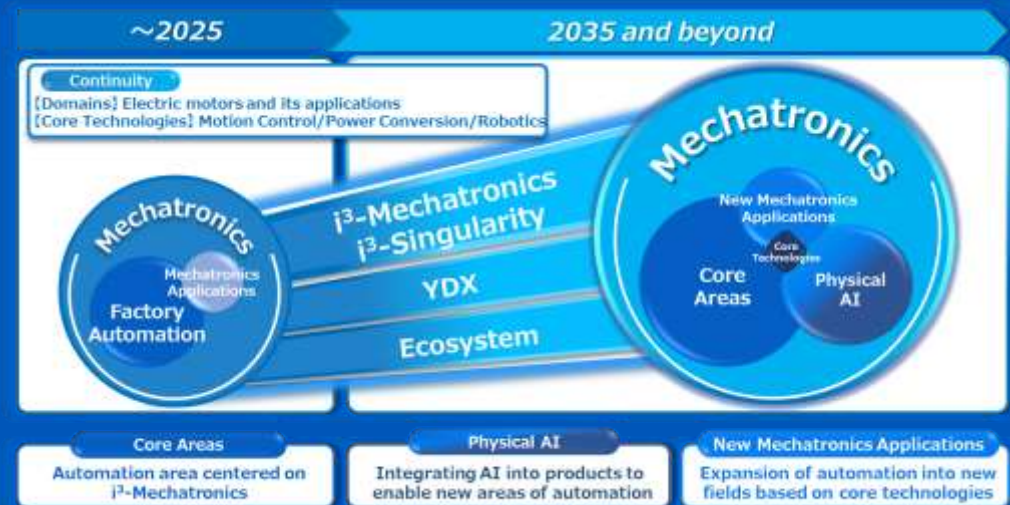 ～2025
2035 and beyond
Continuity
【Domains】Electric motors and its applications
【Core Technologies】Motion Control/Power Conversion/Robotics
Mechatronics
Mechatronics
Applications
Factory
Automation
i³-Mechatronics
i³-Singularity
YDX
Ecosystem
Mechatronics
New Mechatronics
Applications
Core
Technologies
Core
Areas
Physical
AI
Core Areas
Automation area centered on
i³-Mechatronics
Physical AI
Integrating AI into products to
enable new areas of automation
New Mechatronics Applications
Expansion of automation into new
fields based on core technologies